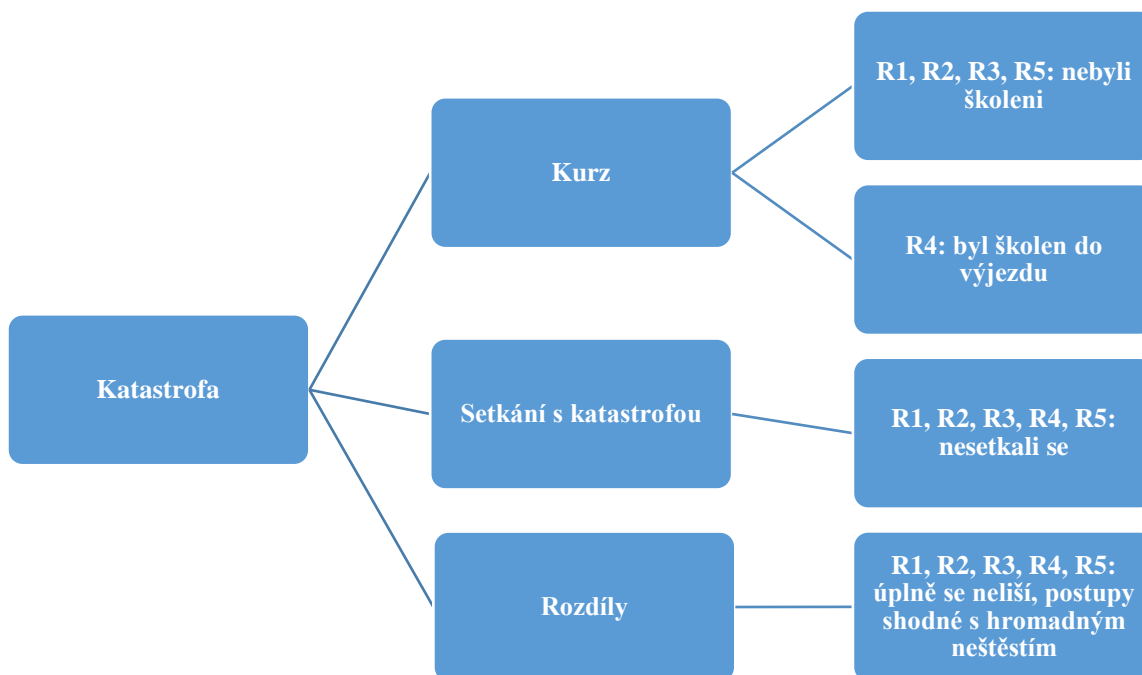 Katastrofa
Kurz
R1, R2, R3, R5: nebyli
školeni
R4: byl školen do
výjezdu
Setkání s katastrofou
R1, R2, R3, R4, R5:
nesetkali se
Rozdíly
R1, R2, R3, R4, R5:
úplně se neliší, postupy
shodné s hromadným
neštěstím